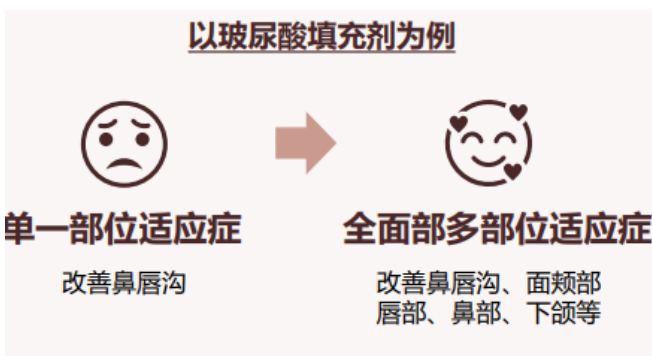 以玻尿酸填充剂为例
单一部位适应症
全面部多部位适应症
改善鼻唇沟
改善鼻唇沟、面颊部
唇部、鼻部、下颌等